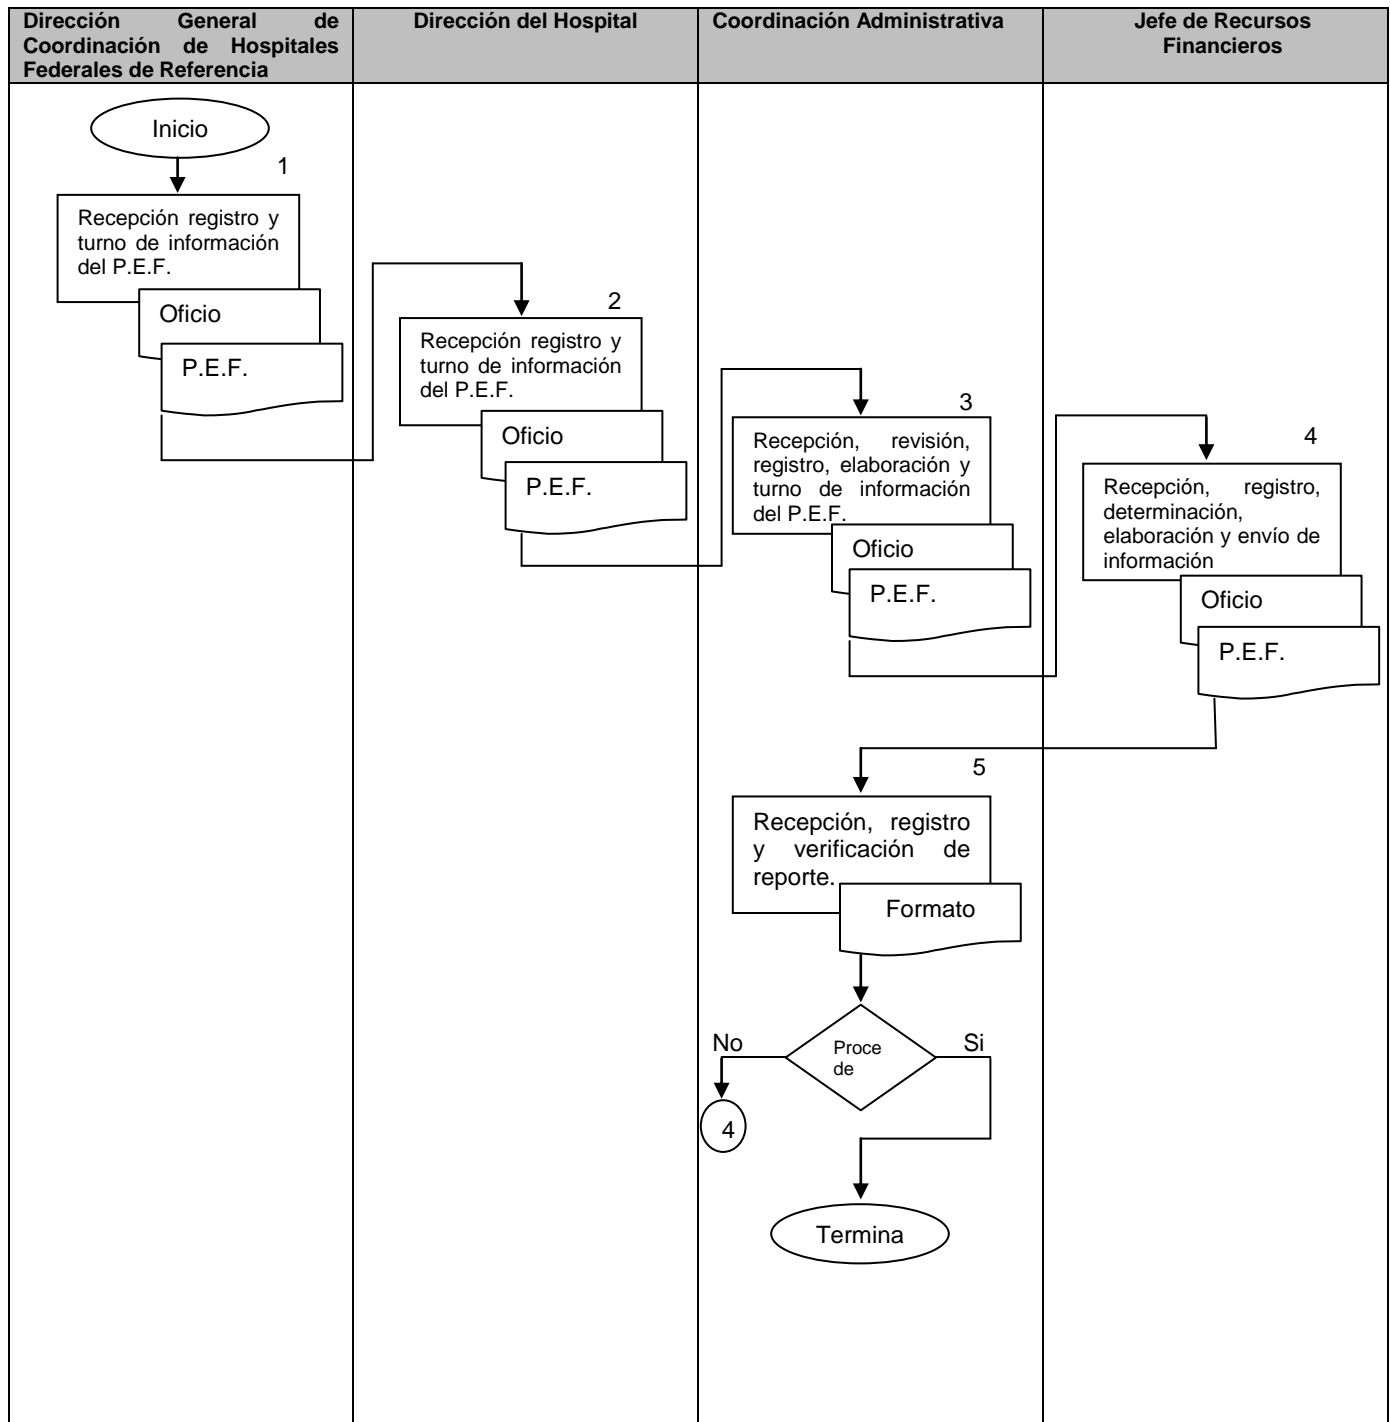 Dirección General de
Coordinación de Hospitales
Federales de Referencia
Dirección del Hospital
Coordinación Administrativa
Jefe de Recursos
Financieros
Inicio
1
Recepción registro y
turno de información
del P.E.F.
Oficio
P.E.F.
2
Recepción registro y
turno de información
del P.E.F.
Oficio
P.E.F.
3
Recepción, revisión,
registro, elaboración y
turno de información
del P.E.F.
Oficio
P.E.F.
4
Recepción, registro,
determinación,
elaboración y envío de
información
Oficio
P.E.F.
5
Recepción, registro
y verificación de
reporte.
Formato
Proce
de
No
Si
4
Termina